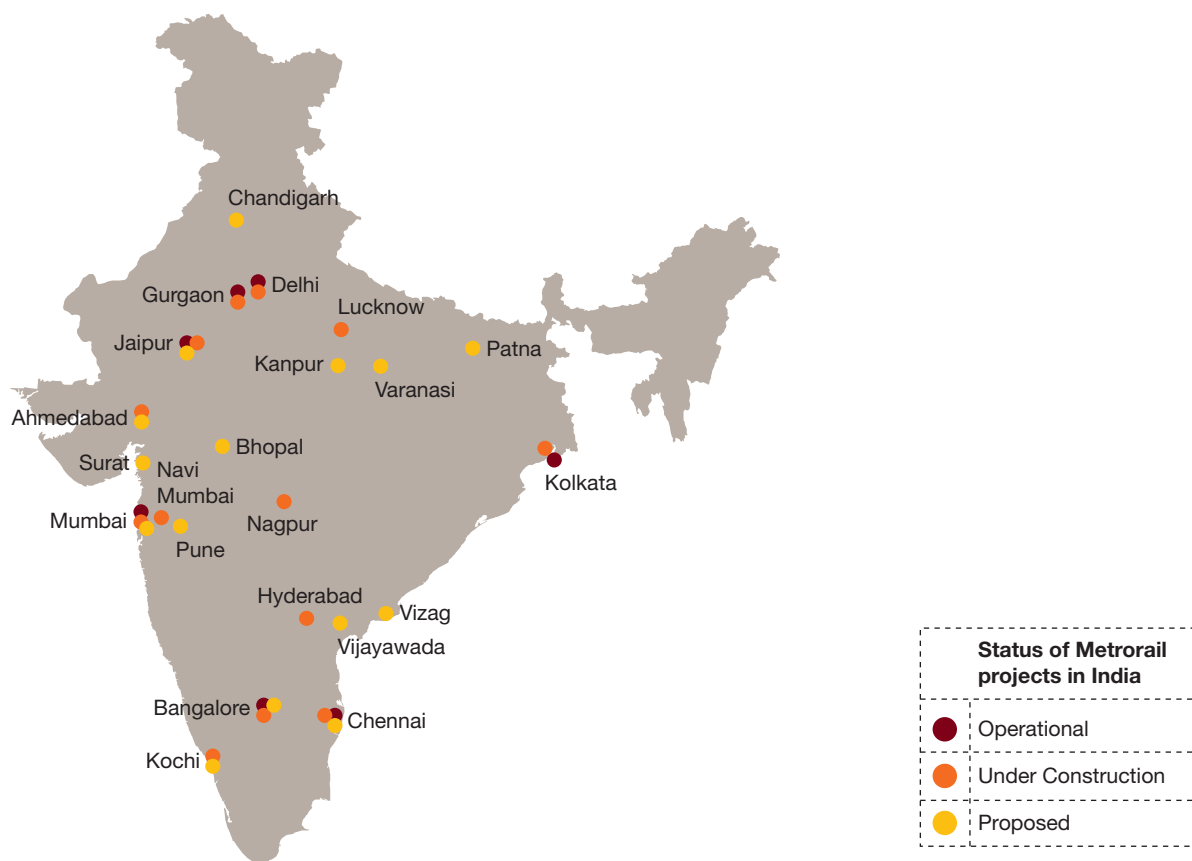 Chandigarh
Delhi
Gurgaon
Lucknow
Jaipur
Patna
Kanpur
Varanasi
Ahmedabad
Bhopal
Surat
Navi
Mumbai
Kolkata
Mumbai
Nagpur
Pune
Hyderabad
Vizag
Vijayawada
Bangalore
Chennai
Kochi
Status of Metrorail
projects in India
Operational
Under Construction
Proposed